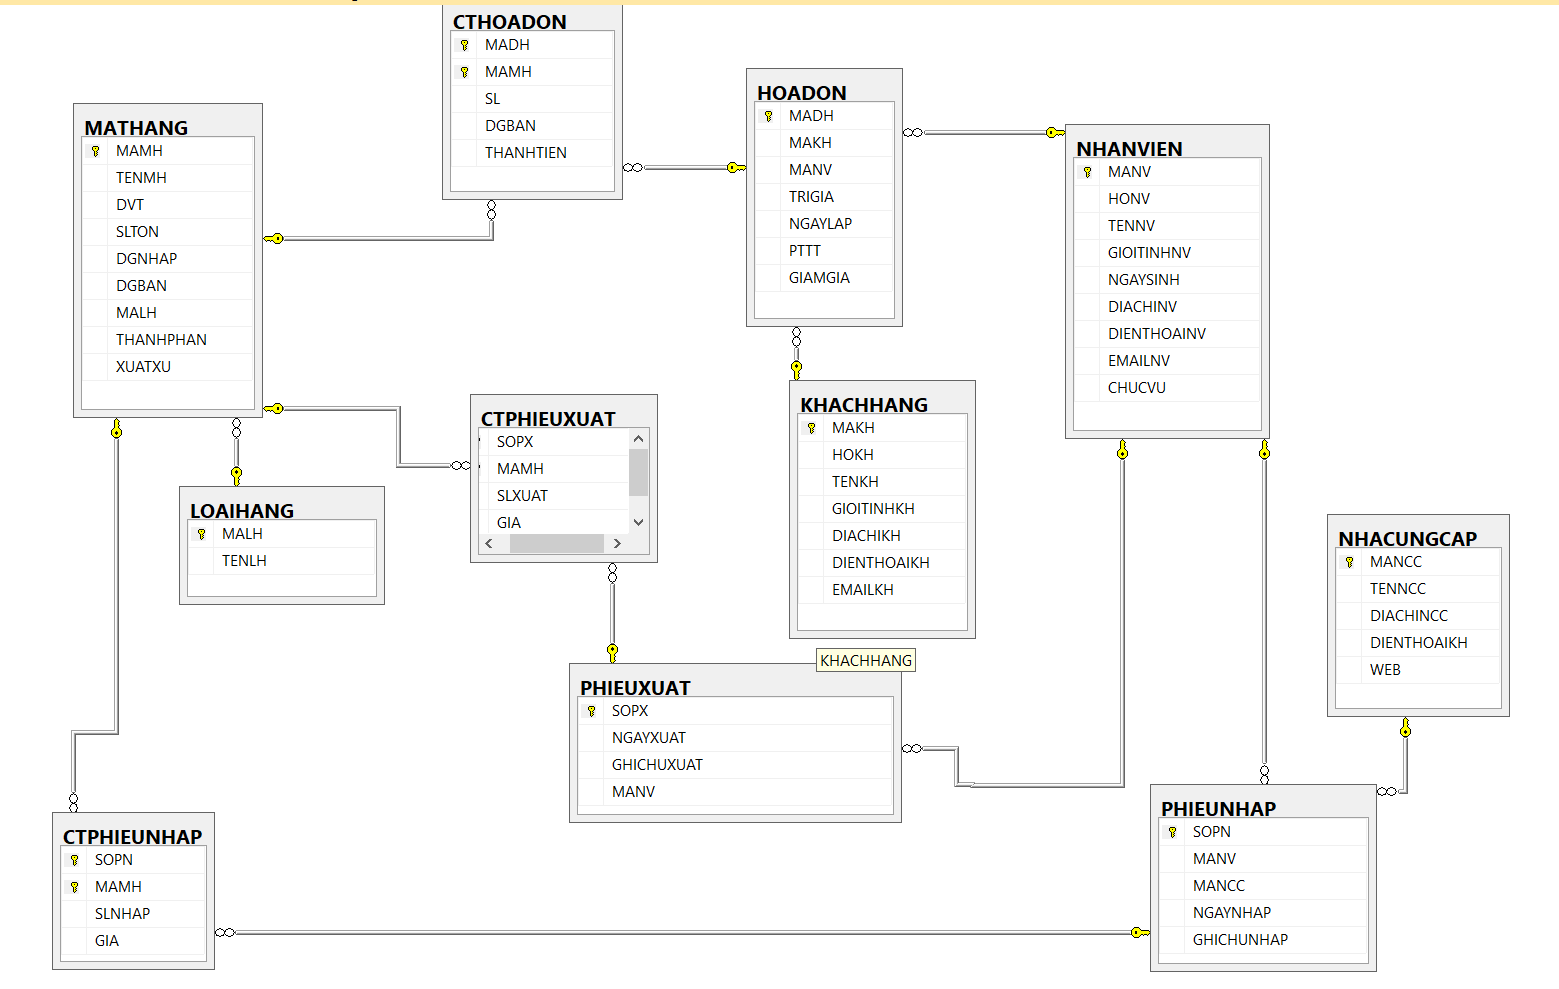 CTHOADON
MADH
MAMH
SL
DGBAN
THANHTIEN
HOADON
MADH
MAKH
MANV
TRIGIA
NGAYLAP
PTTT
GIAMGIA
MATHANG
MAMH
TENMH
DVT
SLTON
DGNHAP
DGBAN
MALH
THANHPHAN
XUATXU
NHANVIEN
MANV
HONV
TENNV
GIOITINHNV
NGAYSINH
DIACHINV
DIENTHOAINV
EMAILNV
CHUCVU
CTPHIEUXUAT
SOPX
MAMH
SLXUAT
GIA
KHACHHANG
MAKH
HOKH
TENKH
GIOITINHKH
DIACHIKH
DIENTHOAIKH
EMAILKH
LOAIHANG
MALH
TENLH
NHACUNGCAP
MANCC
TENNCC
DIACHINCC
DIENTHOAIKH
WEB
KHACHHANG
PHIEUXUAT
SOPX
NGAYXUAT
GHICHUXUAT
MANV
CTPHIEUNHAP
SOPN
MAMH
SLNHAP
GIA
PHIEUNHAP
SOPN
MANV
MANCC
NGAYNHAP
GHICHUNHAP